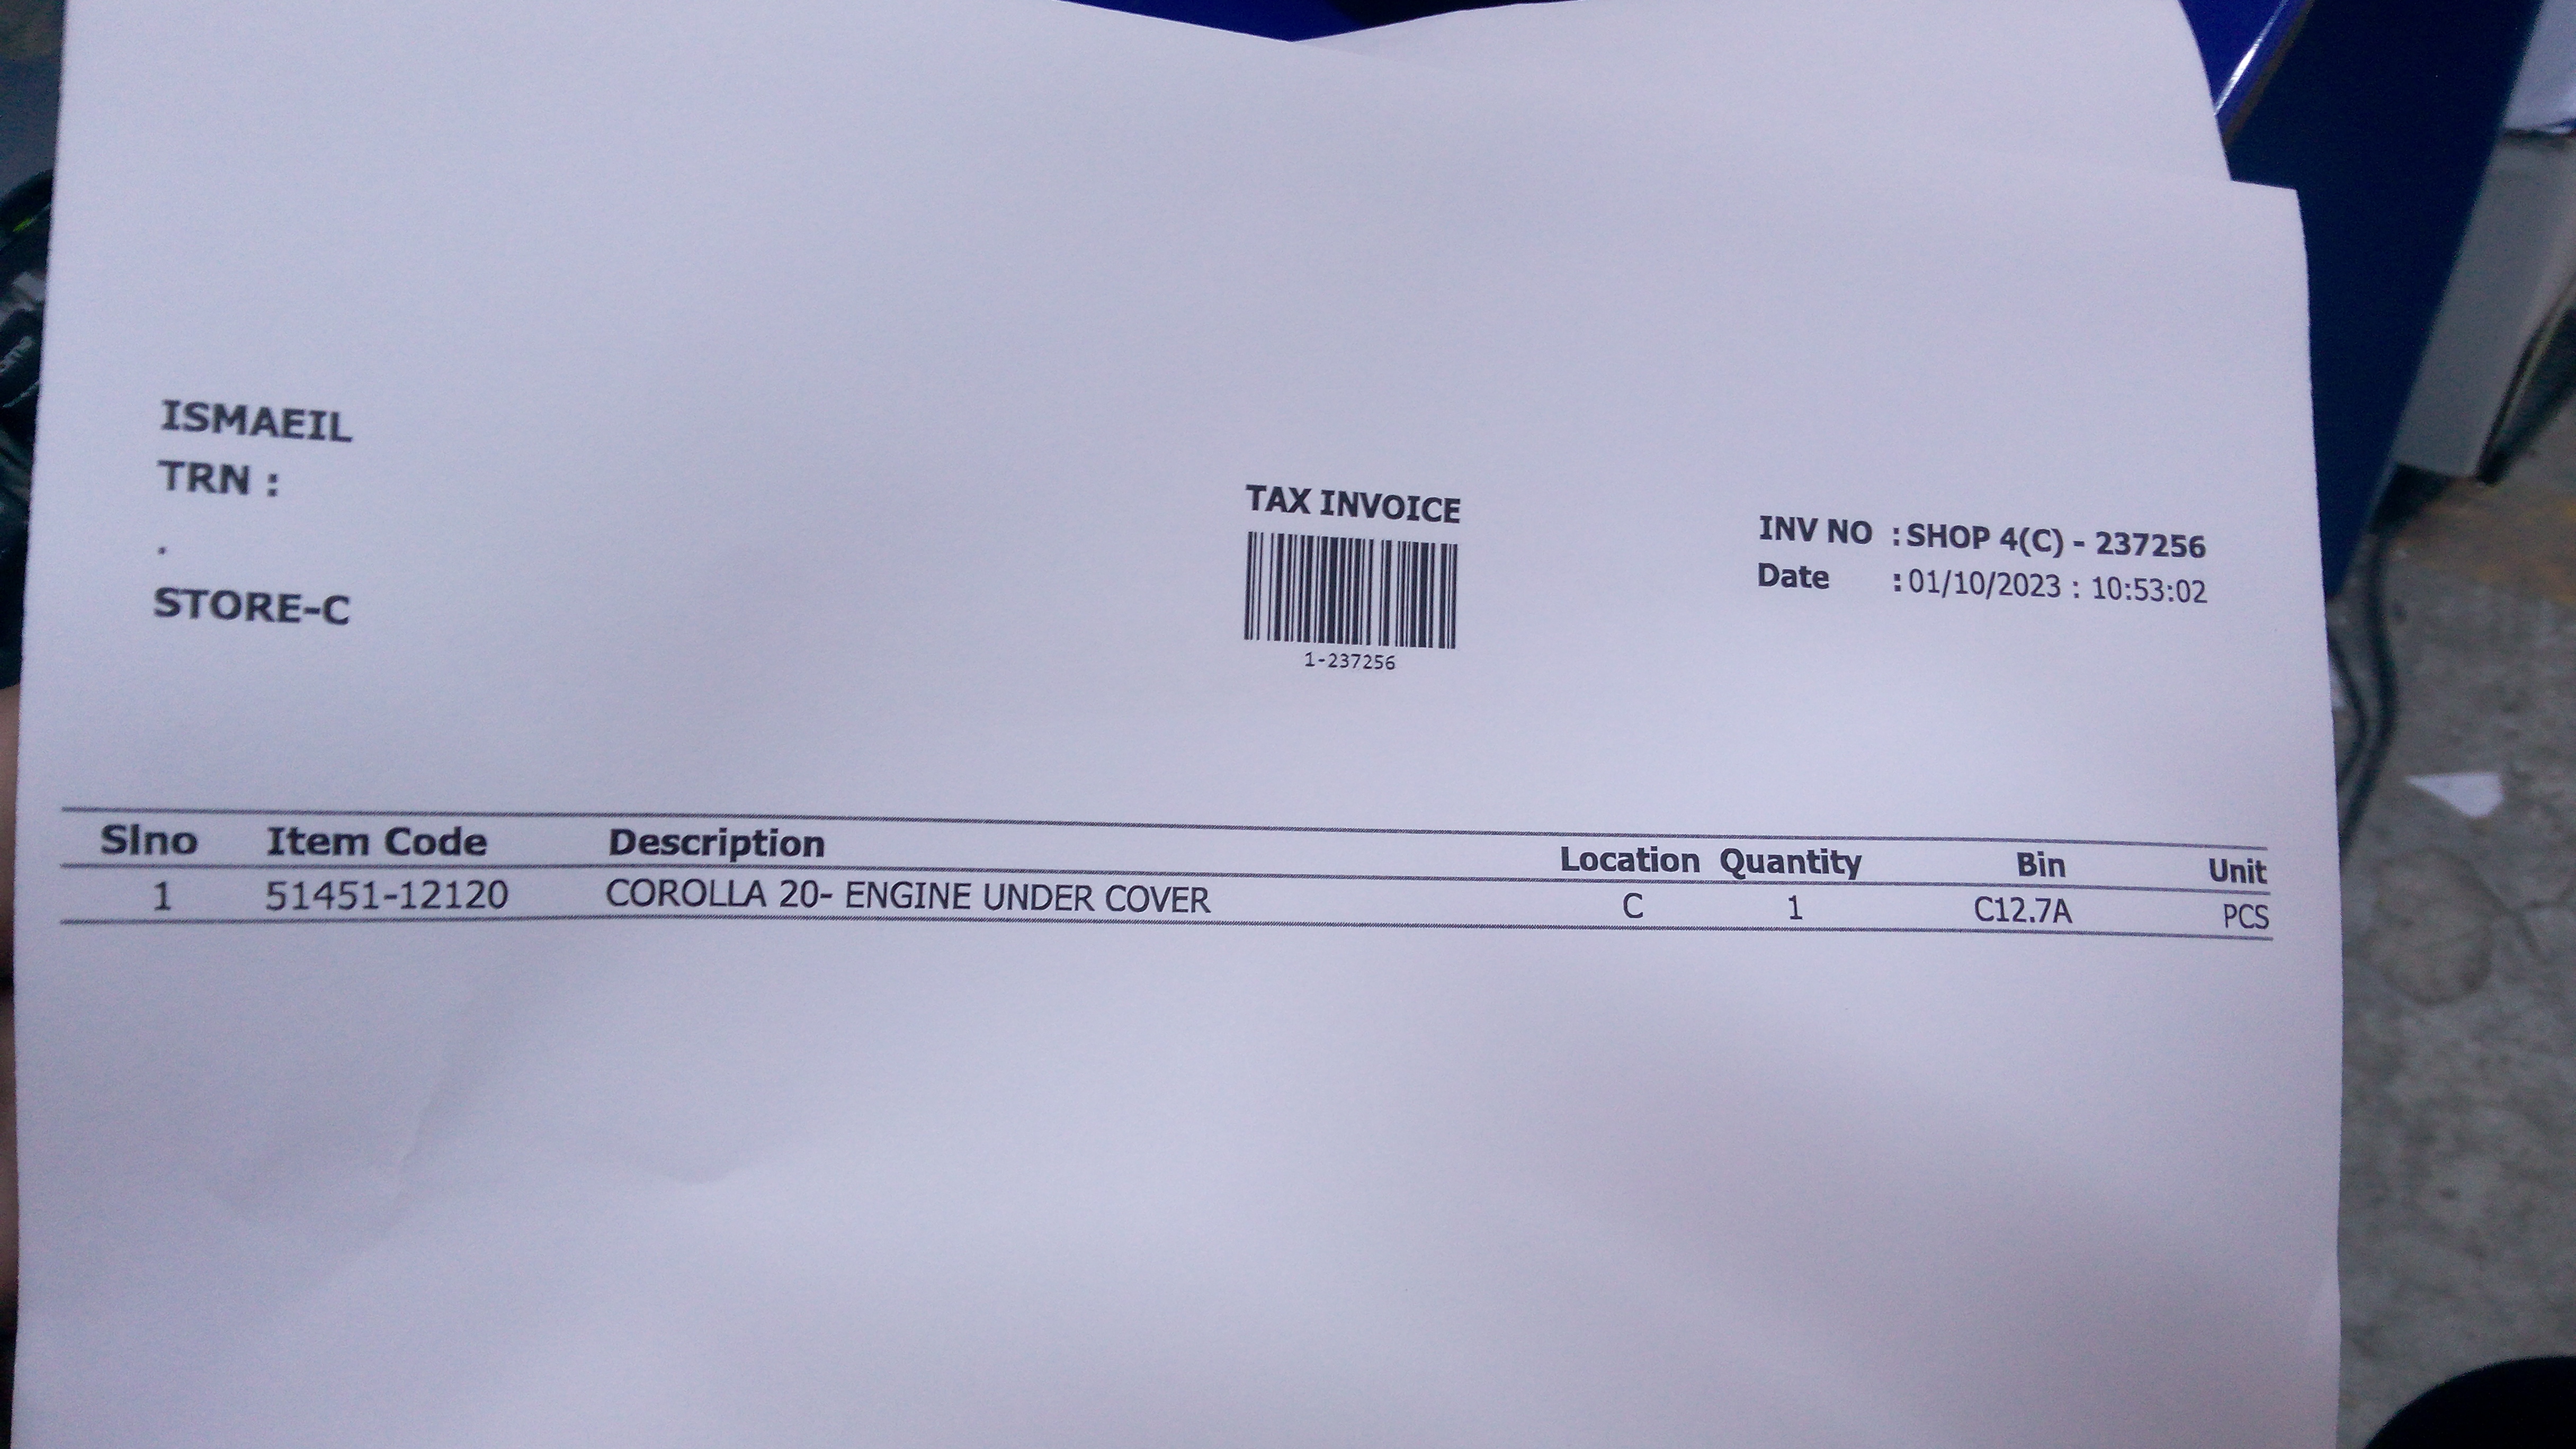 ISMAEIL
TRN :
.
STORE-C
TAX INVOICE
1-237256
INV NO : SHOP 4(C) - 237256
Date : 01/10/2023 : 10:53:02
Slno Item Code Description Location Quantity Bin Unit
1 51451-12120 COROLLA 20- ENGINE UNDER COVER C 1 C12.7A PCS